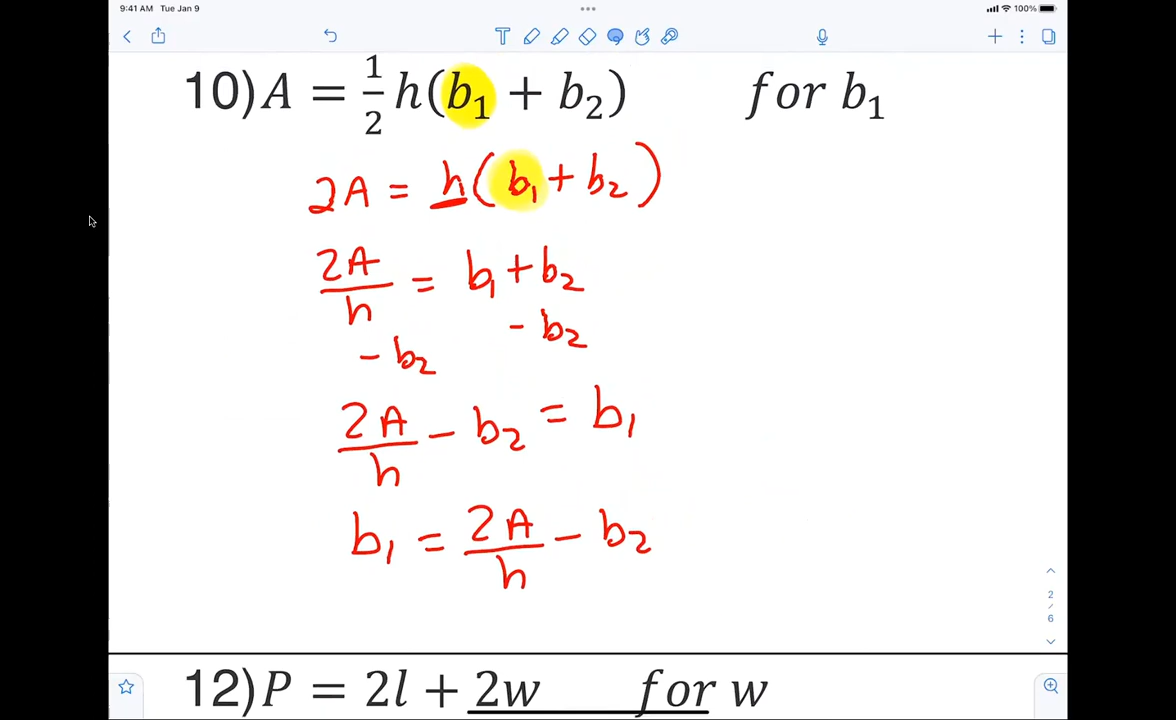 9:41 AM Tue Jan 9
100%
10) A = 1/2 h(b₁ + b₂) for b₁
2A = h(b₁ + b₂)
2A/h = b₁ + b₂
- b₂ - b₂
2A/h - b₂ = b₁
b₁ = 2A/h - b₂
2
/
6
12) P = 2l + 2w for w